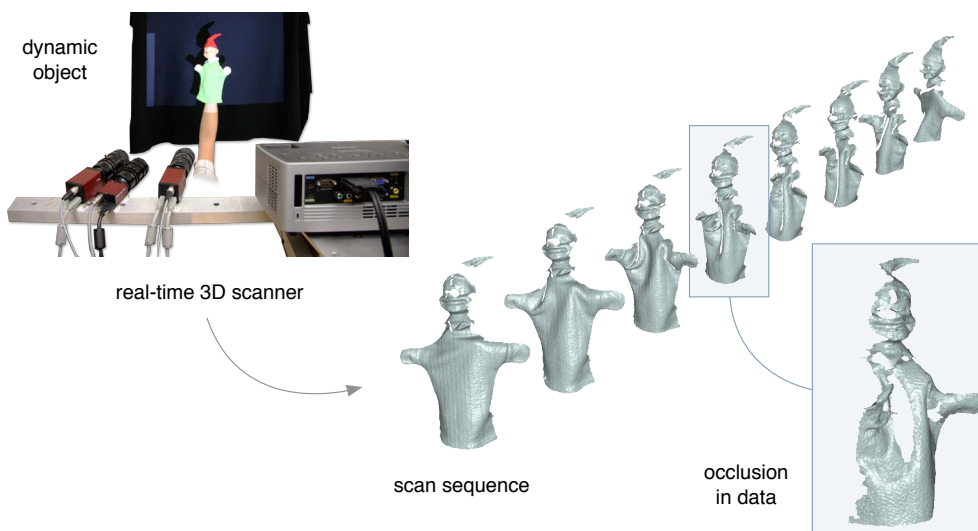 dynamic
object
real-time 3D scanner
scan sequence
occlusion
in data